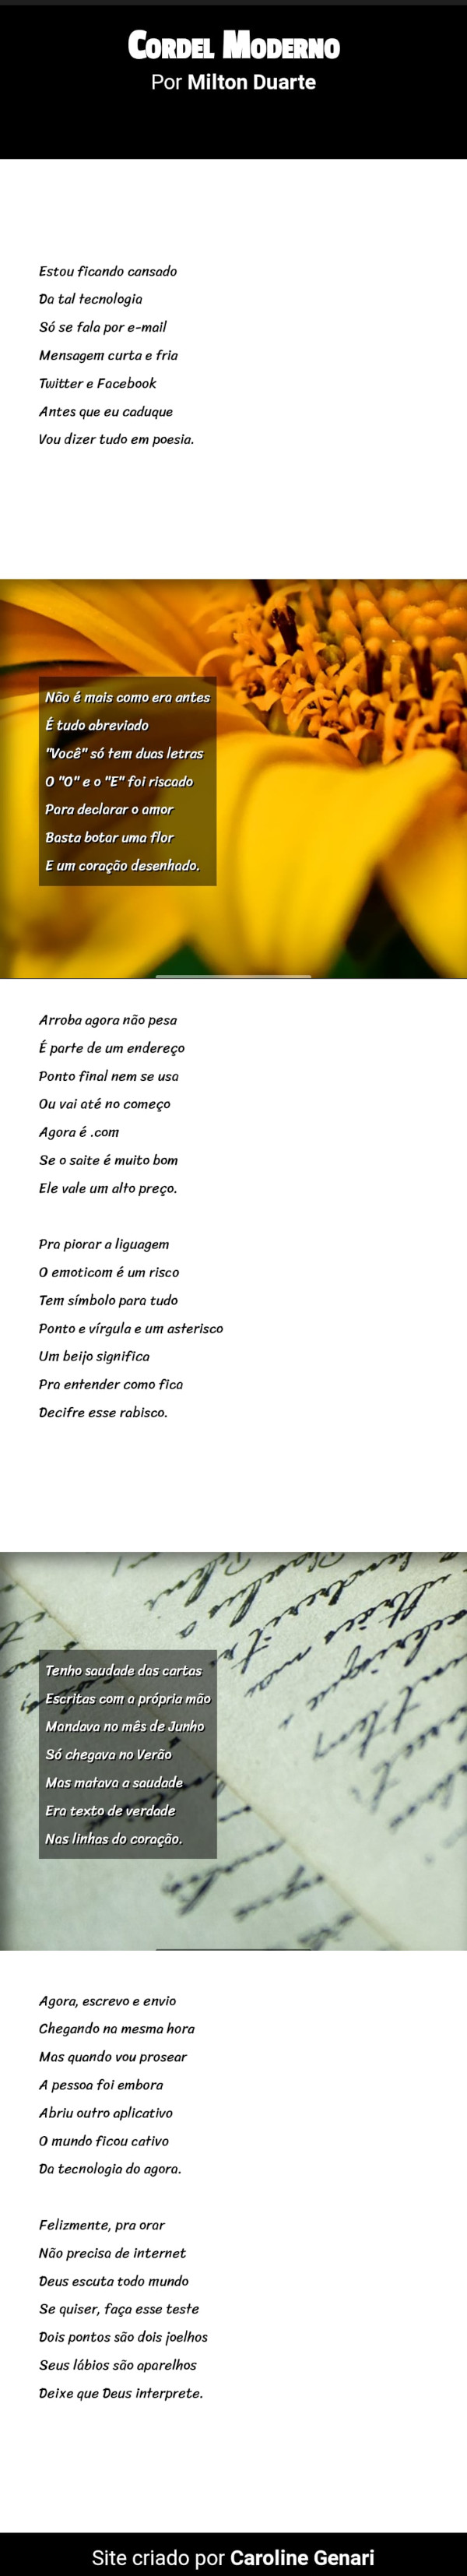 Cordel Moderno
Por Milton Duarte
Estou ficando cansado
Da tal tecnologia
Só se fala por e-mail
Mensagem curta e fria
Twitter e Facebook
Antes que eu caduque
Vou dizer tudo em poesia.
Não é mais como era antes
É tudo abreviado
"Você" só tem duas letras
O "O" e o "E" foi riscado
Para declarar o amor
Basta botar uma flor
E um coração desenhado.
Arroba agora não pesa
É parte de um endereço
Ponto final nem se usa
Ou vai até no começo
Agora é .com
Se o saite é muito bom
Ele vale um alto preço.
Pra piorar a liguagem
O emoticom é um risco
Tem símbolo para tudo
Ponto e vírgula e um asterisco
Um beijo significa
Pra entender como fica
Decifre esse rabisco.
Tenho saudade das cartas
Escritas com a própria mão
Mandava no mês de Junho
Só chegava no Verão
Mas matava a saudade
Era texto de verdade
Nas linhas do coração.
Agora, escrevo e envio
Chegando na mesma hora
Mas quando vou prosear
A pessoa foi embora
Abriu outro aplicativo
O mundo ficou cativo
Da tecnologia do agora.
Felizmente, pra orar
Não precisa de internet
Deus escuta todo mundo
Se quiser, faça esse teste
Dois pontos são dois joelhos
Seus lábios são aparelhos
Deixe que Deus interprete.
Site criado por Caroline Genari